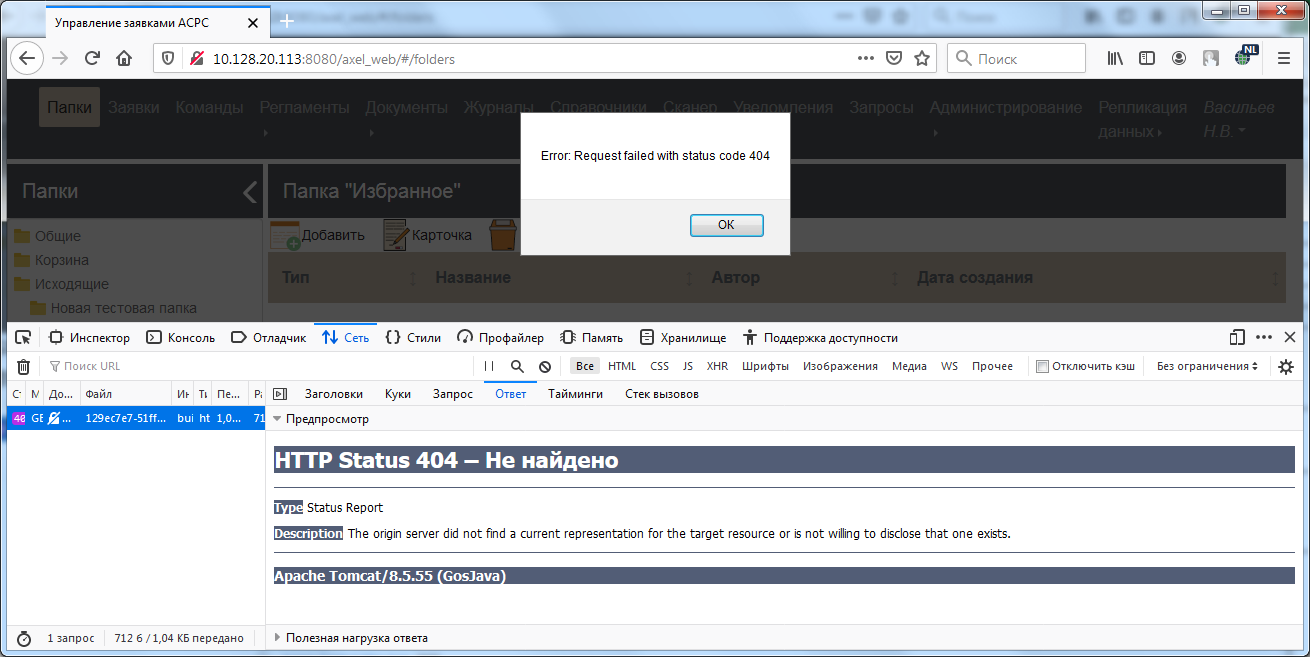 Управление заявками АСРС
NL
10.128.20.113:8080/axel_web/#/folders
Поиск
Папки Заявки Команды Регламенты Документы Журналы Справочники Сканер Уведомления Запросы Администрирование Репликация данных Васильев Н.В.
Error: Request failed with status code 404
OK
Папки
Папка "Избранное"
Общие
Корзина
Исходящие
Новая тестовая папка
Добавить Карточка
Тип Название Автор Дата создания
Инспектор Консоль Отладчик Сеть Стили Профайлер Память Хранилище Поддержка доступности
Поиск URL
Все HTML CSS JS XHR Шрифты Изображения Медиа WS Прочее Отключить кэш Без ограничения
С М До... Файл Ин Ти Пе... Ра
Заголовки Куки Запрос Ответ Тайминги Стек вызовов
40 GE ... 129ec7e7-51ff... bui ht 1,0... 71
Предпросмотр
HTTP Status 404 – Не найдено
Type Status Report
Description The origin server did not find a current representation for the target resource or is not willing to disclose that one exists.
Apache Tomcat/8.5.55 (GosJava)
1 запрос 712 б / 1,04 КБ передано
Полезная нагрузка ответа